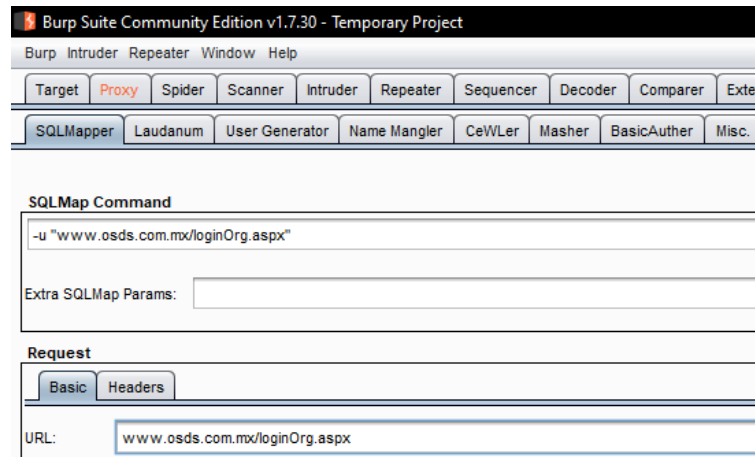 Burp Suite Community Edition v1.7.30 - Temporary Project
Burp Intruder Repeater Window Help
Target Proxy Spider Scanner Intruder Repeater Sequencer Decoder Comparer Exte
SQLMapper Laudanum User Generator Name Mangler CeWLer Masher BasicAuther Misc.
SQLMap Command
-u "www.osds.com.mx/loginOrg.aspx"
Extra SQLMap Params:
Request
Basic Headers
URL: www.osds.com.mx/loginOrg.aspx